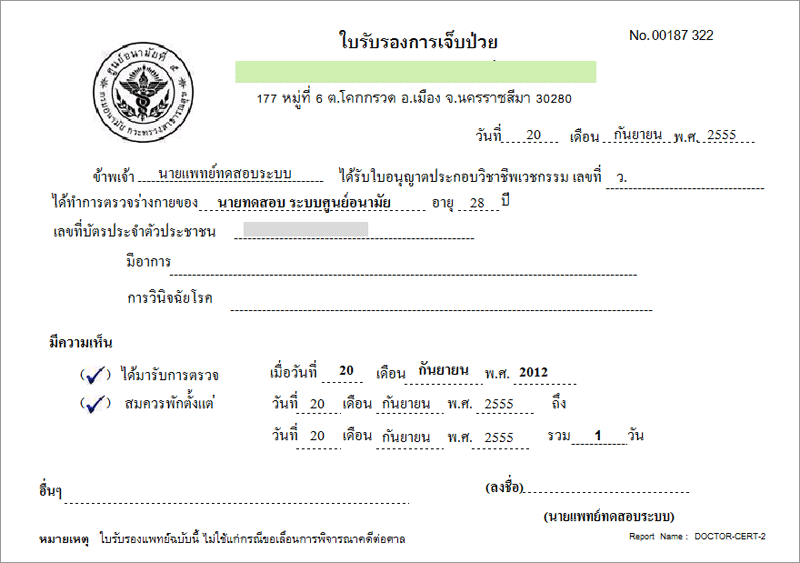 ใบรับรองการเจ็บป่วย
No. 00187 322
ศูนย์อนามัยที่ ๕
กรมอนามัย กระทรวงสาธารณสุข
177 หมู่ที่ 6 ต.โคกกรวด อ.เมือง จ.นครราชสีมา 30280
วันที่ 20 เดือน กันยายน พ.ศ. 2555
ข้าพเจ้า นายแพทย์ทดสอบระบบ ได้รับใบอนุญาตประกอบวิชาชีพเวชกรรม เลขที่ ว.
ได้ทำการตรวจร่างกายของ นายทดสอบ ระบบศูนย์อนามัย อายุ 28 ปี
เลขที่บัตรประจำตัวประชาชน
มีอาการ
การวินิจฉัยโรค
มีความเห็น
(✓) ได้มารับการตรวจ เมื่อวันที่ 20 เดือน กันยายน พ.ศ. 2012
(✓) สมควรพักตั้งแต่ วันที่ 20 เดือน กันยายน พ.ศ. 2555 ถึง
วันที่ 20 เดือน กันยายน พ.ศ. 2555 รวม 1 วัน
อื่นๆ
(ลงชื่อ)
(นายแพทย์ทดสอบระบบ)
หมายเหตุ ใบรับรองแพทย์ฉบับนี้ ไม่ใช้แก่กรณีขอเลื่อนการพิจารณาคดีต่อศาล
Report Name : DOCTOR-CERT-2